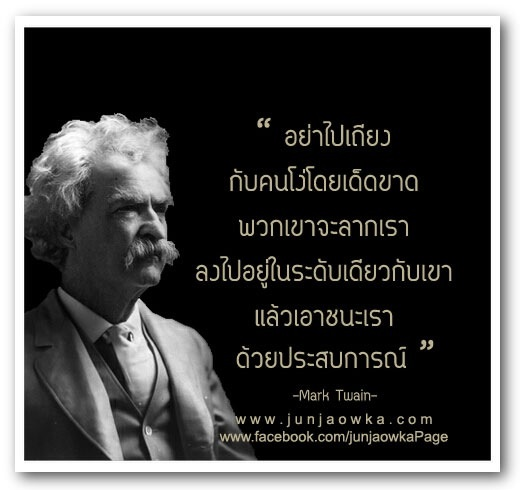 “ อย่าไปเถียง
กับคนโง่โดยเด็ดขาด
พวกเขาจะลากเรา
ลงไปอยู่ในระดับเดียวกับเขา
แล้วเอาชนะเรา
ด้วยประสบการณ์ ”
-Mark Twain-
www.junjaowka.com
www.facebook.com/junjaowkaPage